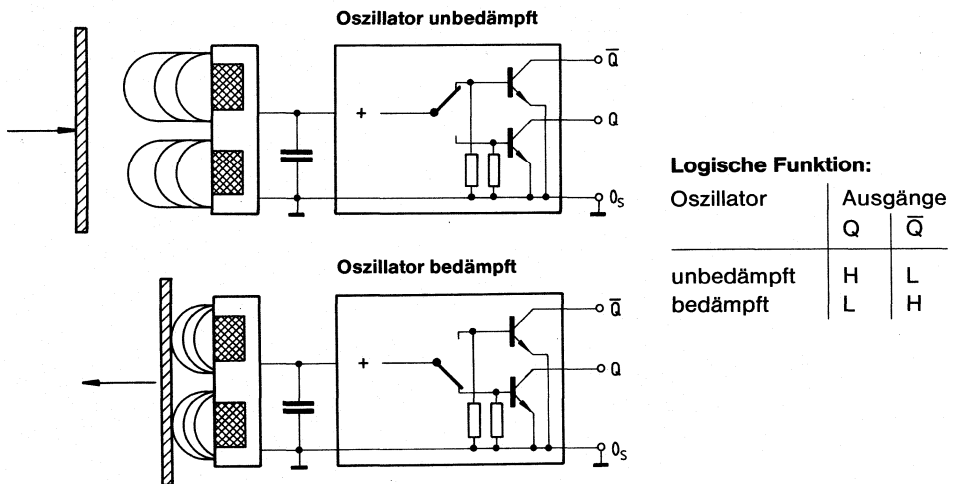 Oszillator unbedämpft
Q̅
+
Q
0S
Oszillator bedämpft
Q̅
+
Q
0S
Logische Funktion:
Oszillator Ausgänge
Q Q̅
unbedämpft H L
bedämpft L H